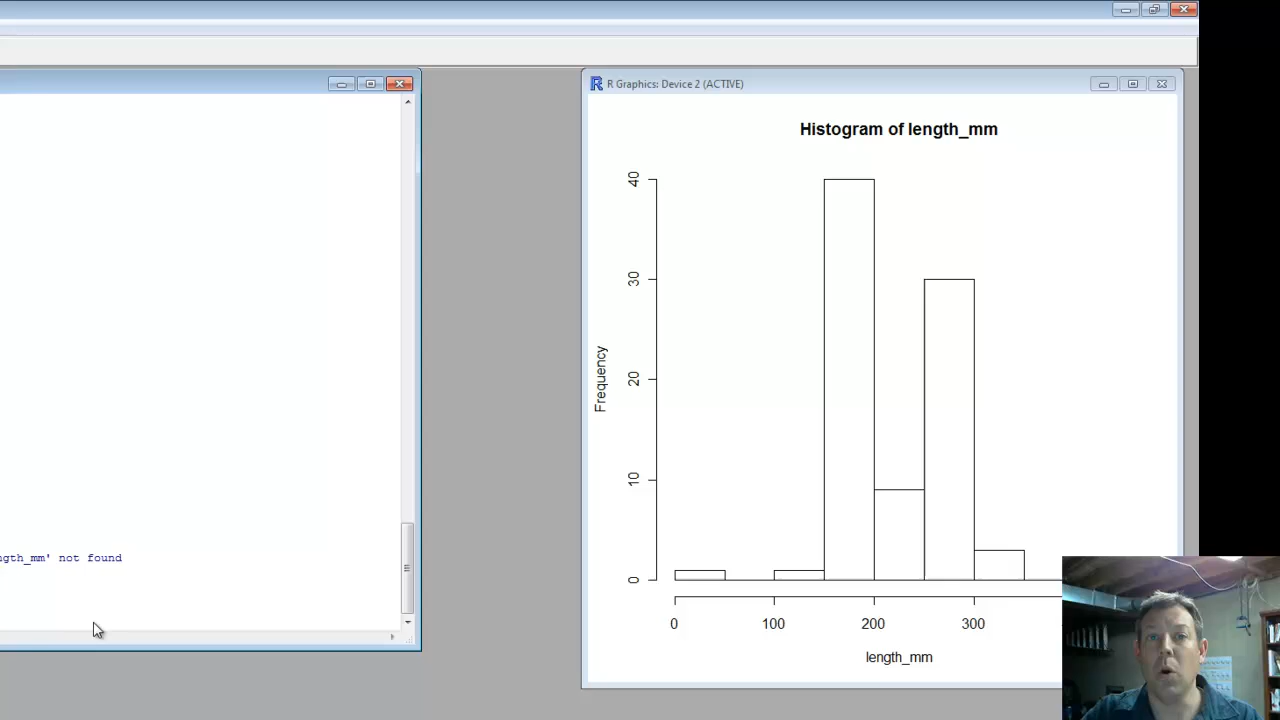 R Graphics: Device 2 (ACTIVE)
Histogram of length_mm
40
30
20
10
0
Frequency
0 100 200 300
length_mm
ngth_mm' not found